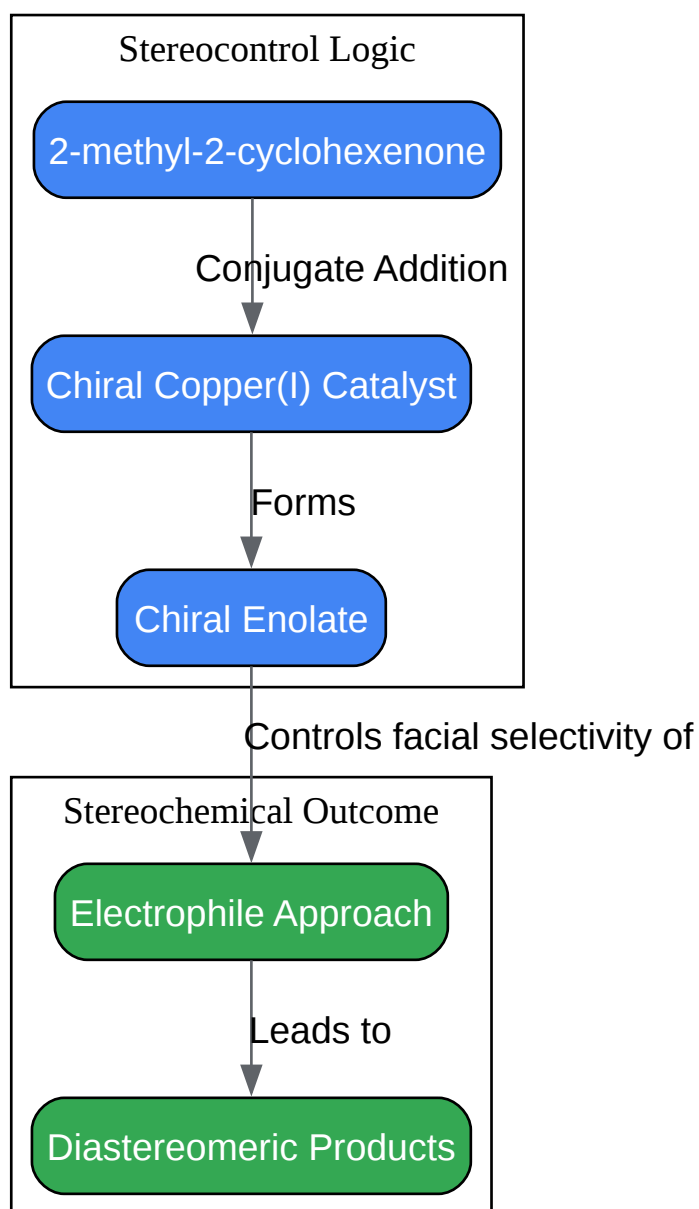 Stereocontrol Logic
2-methyl-2-cyclohexenone
Conjugate Addition
Chiral Copper(I) Catalyst
Forms
Chiral Enolate
Controls facial selectivity of
Stereochemical Outcome
Electrophile Approach
Leads to
Diastereomeric Products